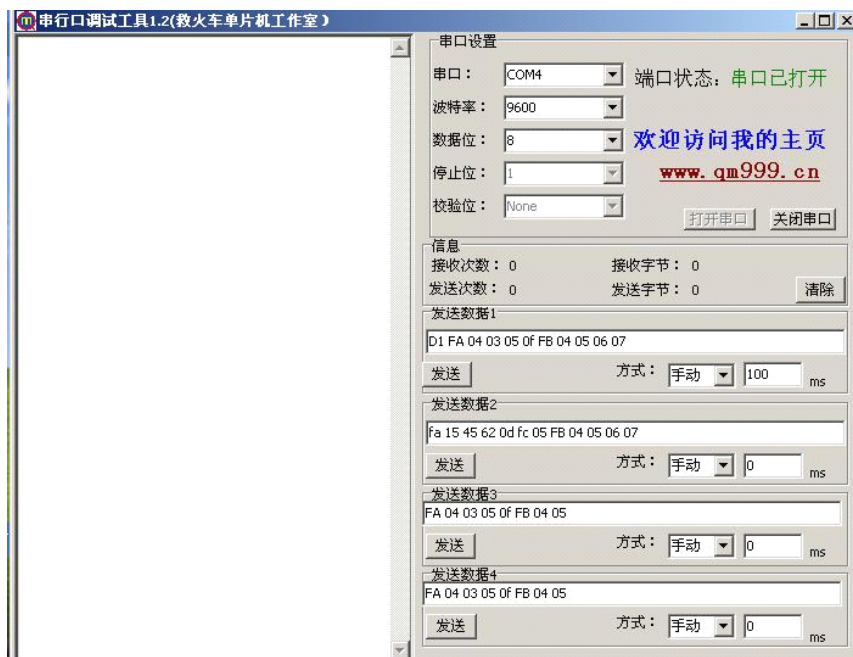 串行口调试工具1.2(救火车单片机工作室)
串口设置
串口： COM4 端口状态: 串口已打开
波特率： 9600
数据位： 8 欢迎访问我的主页
停止位： 1 www.qm999.cn
校验位： None 打开串口 关闭串口
信息
接收次数： 0 接收字节： 0
发送次数： 0 发送字节： 0 清除
发送数据1
D1 FA 04 03 05 0f FB 04 05 06 07
发送 方式： 手动 100 ms
发送数据2
fa 15 45 62 0d fc 05 FB 04 05 06 07
发送 方式： 手动 0 ms
发送数据3
FA 04 03 05 0f FB 04 05
发送 方式： 手动 0 ms
发送数据4
FA 04 03 05 0f FB 04 05
发送 方式： 手动 0 ms